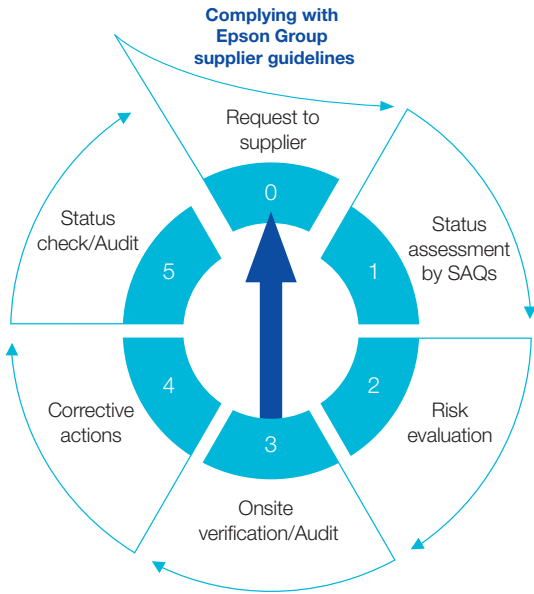 Complying with
Epson Group
supplier guidelines
Request to
supplier
0
Status
assessment
by SAQs
1
Risk
evaluation
2
3
Onsite
verification/Audit
4
Corrective
actions
5
Status
check/Audit